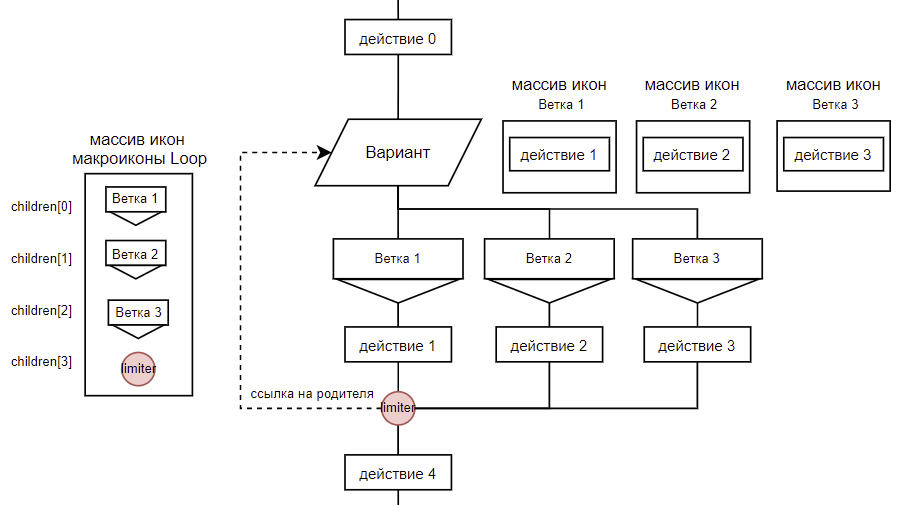 действие 0
массив икон
Ветка 1
массив икон
Ветка 2
массив икон
Ветка 3
действие 1
действие 2
действие 3
Вариант
массив икон
макроиконы Loop
children[0]
Ветка 1
children[1]
Ветка 2
children[2]
Ветка 3
children[3]
limiter
Ветка 1
Ветка 2
Ветка 3
действие 1
действие 2
действие 3
ссылка на родителя
limiter
действие 4